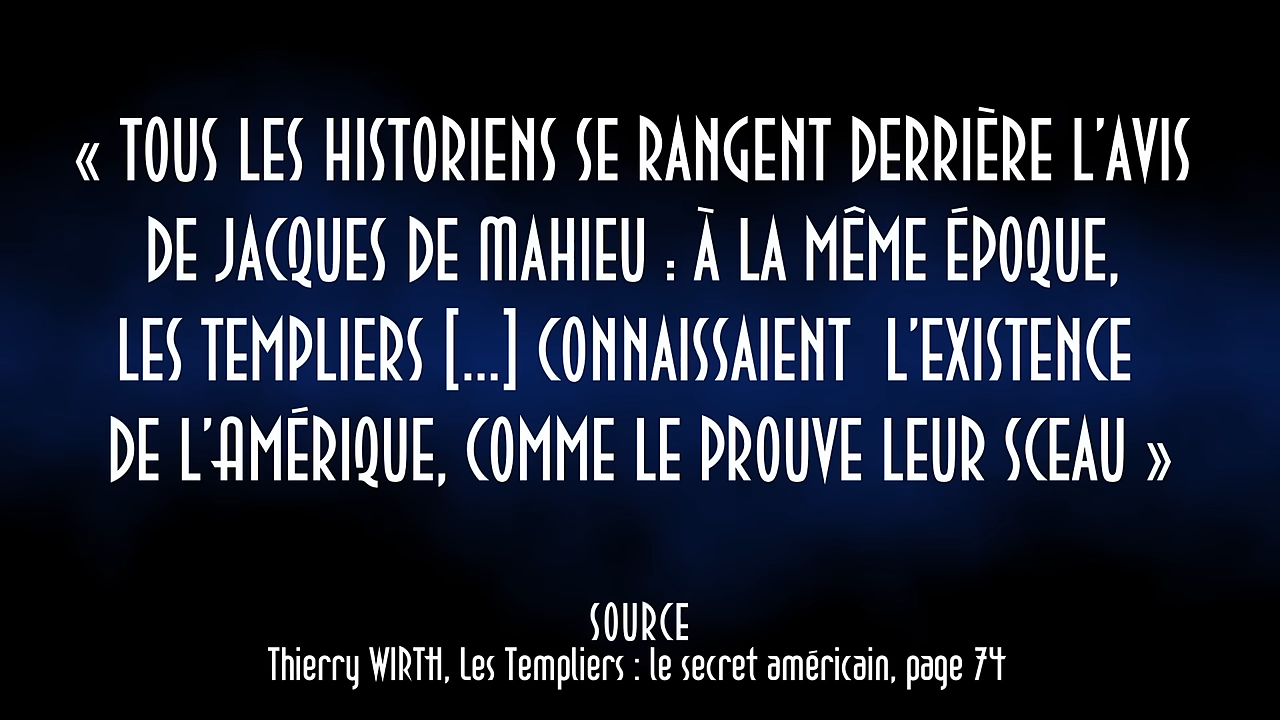 « TOUS LES HISTORIENS SE RANGENT DERRIÈRE L'AVIS
DE JACQUES DE MAHIEU : À LA MÊME ÉPOQUE,
LES TEMPLIERS [...] CONNAISSAIENT L'EXISTENCE
DE L'AMÉRIQUE, COMME LE PROUVE LEUR SCEAU »
SOURCE
Thierry WIRTH, Les Templiers : le secret américain, page 74